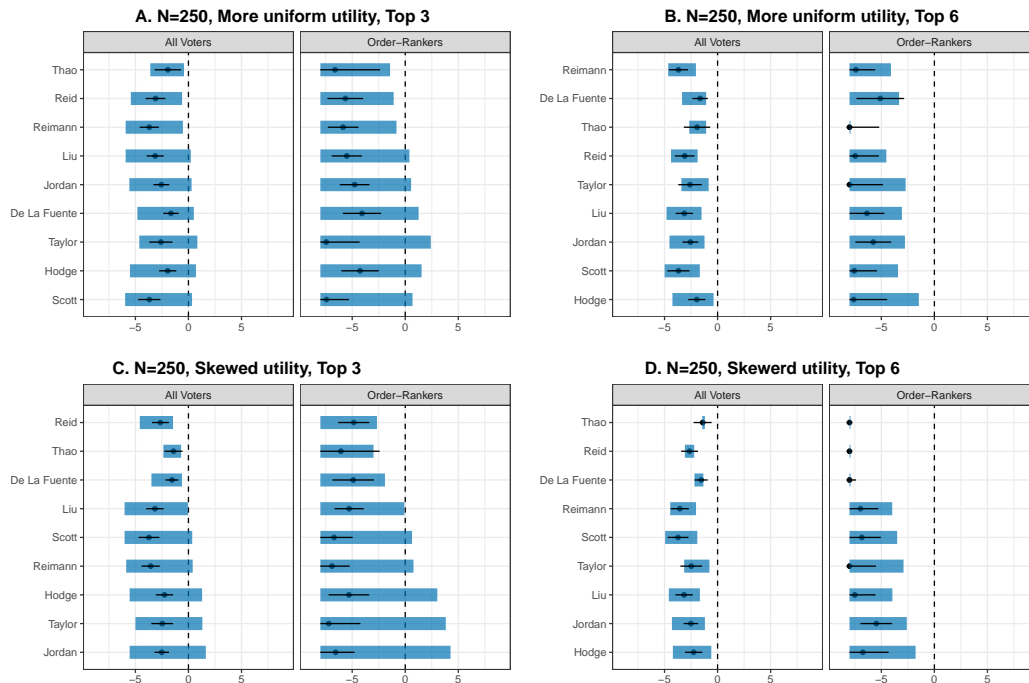 A. N=250, More uniform utility, Top 3
All Voters
Order−Rankers
Thao
Reid
Reimann
Liu
Jordan
De La Fuente
Taylor
Hodge
Scott
−5 0 5
−5 0 5
B. N=250, More uniform utility, Top 6
All Voters
Order−Rankers
Reimann
De La Fuente
Thao
Reid
Taylor
Liu
Jordan
Scott
Hodge
−5 0 5
−5 0 5
C. N=250, Skewed utility, Top 3
All Voters
Order−Rankers
Reid
Thao
De La Fuente
Liu
Scott
Reimann
Hodge
Taylor
Jordan
−5 0 5
−5 0 5
D. N=250, Skewerd utility, Top 6
All Voters
Order−Rankers
Thao
Reid
De La Fuente
Reimann
Scott
Taylor
Liu
Jordan
Hodge
−5 0 5
−5 0 5